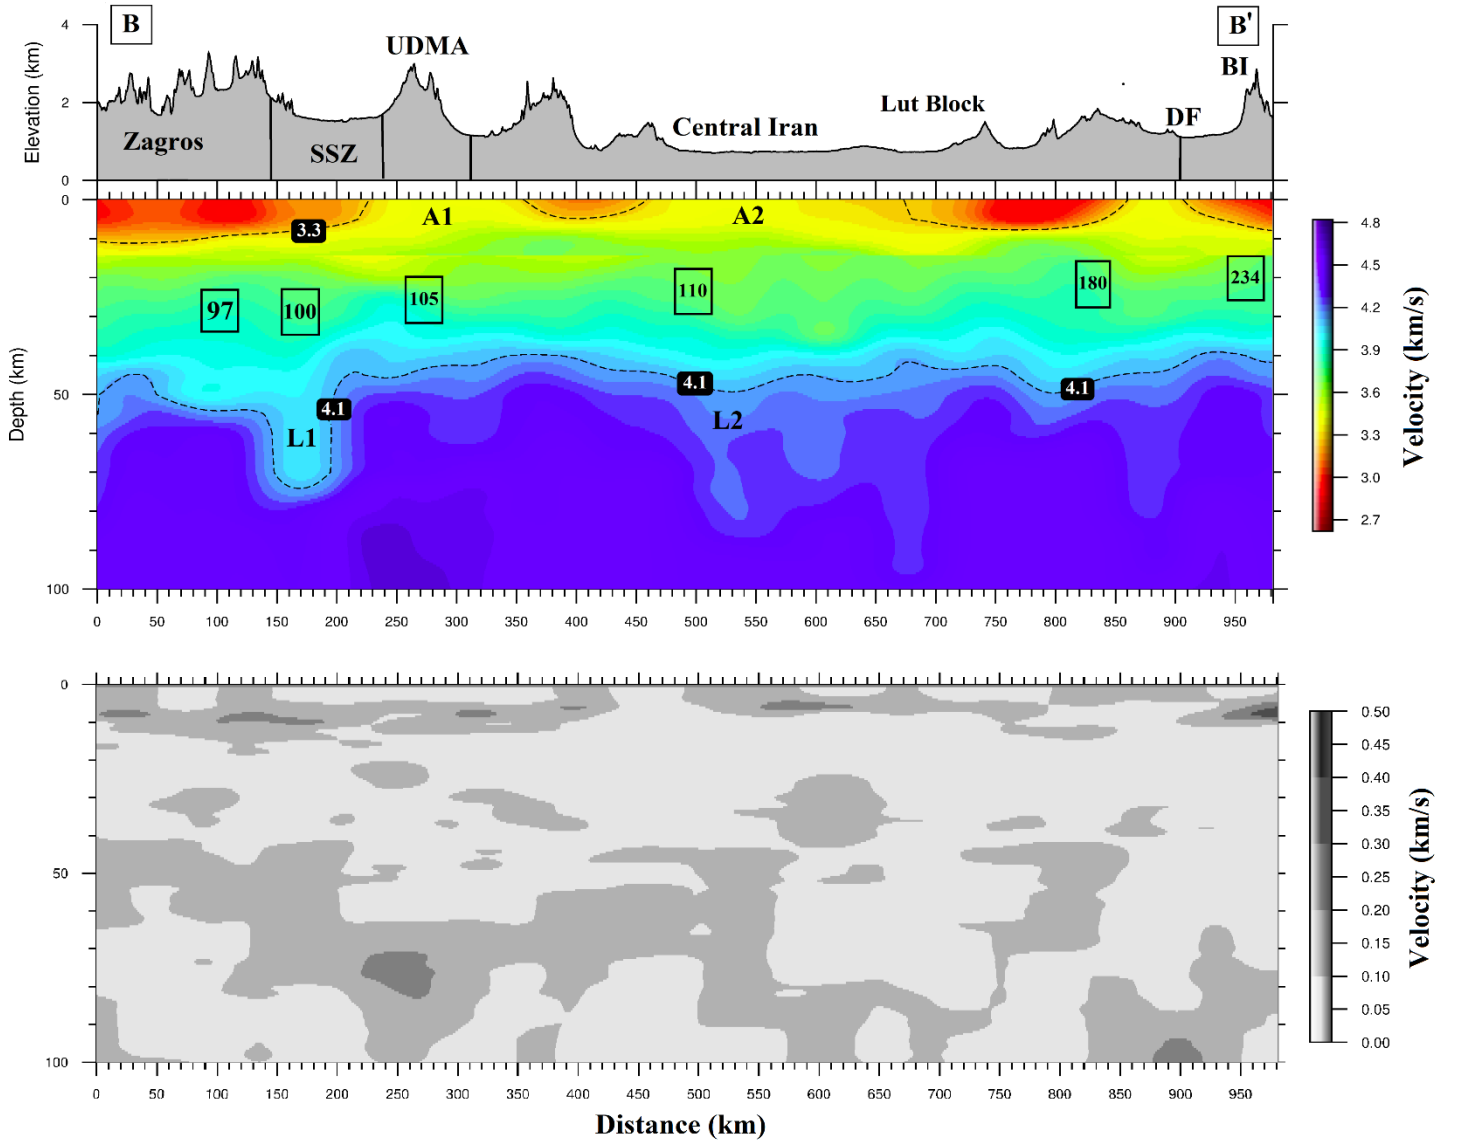 B
B'
UDMA
BI
Lut Block
Central Iran
DF
Zagros
SSZ
Elevation (km)
4
2
0
A1
A2
3.3
97
100
105
110
180
234
4.1
4.1
4.1
L1
L2
Depth (km)
0
50
100
0 50 100 150 200 250 300 350 400 450 500 550 600 650 700 750 800 850 900 950
4.8
4.5
4.2
3.9
3.6
3.3
3.0
2.7
Velocity (km/s)
0
50
100
0 50 100 150 200 250 300 350 400 450 500 550 600 650 700 750 800 850 900 950
Distance (km)
0.50
0.45
0.40
0.35
0.30
0.25
0.20
0.15
0.10
0.05
0.00
Velocity (km/s)